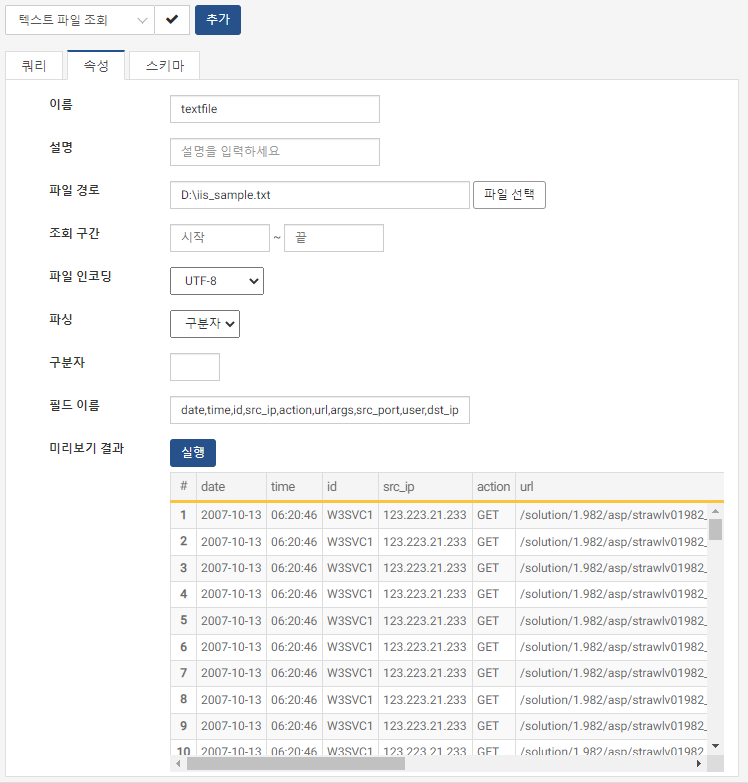 텍스트 파일 조회 추가
쿼리 속성 스키마
이름 textfile
설명 설명을 입력하세요
파일 경로 D:\iis_sample.txt 파일 선택
조회 구간 시작 ~ 끝
파일 인코딩 UTF-8
파싱 구분자
구분자
필드 이름 date,time,id,src_ip,action,url,args,src_port,user,dst_ip
미리보기 결과 실행
# date time id src_ip action url
1 2007-10-13 06:20:46 W3SVC1 123.223.21.233 GET /solution/1.982/asp/strawlv01982_
2 2007-10-13 06:20:46 W3SVC1 123.223.21.233 GET /solution/1.982/asp/strawlv01982_
3 2007-10-13 06:20:46 W3SVC1 123.223.21.233 GET /solution/1.982/asp/strawlv01982_
4 2007-10-13 06:20:46 W3SVC1 123.223.21.233 GET /solution/1.982/asp/strawlv01982_
5 2007-10-13 06:20:46 W3SVC1 123.223.21.233 GET /solution/1.982/asp/strawlv01982_
6 2007-10-13 06:20:46 W3SVC1 123.223.21.233 GET /solution/1.982/asp/strawlv01982_
7 2007-10-13 06:20:46 W3SVC1 123.223.21.233 GET /solution/1.982/asp/strawlv01982_
8 2007-10-13 06:20:46 W3SVC1 123.223.21.233 GET /solution/1.982/asp/strawlv01982_
9 2007-10-13 06:20:46 W3SVC1 123.223.21.233 GET /solution/1.982/asp/strawlv01982_
10 2007-10-13 06:20:46 W3SVC1 123.223.21.233 GET /solution/1.982/asp/strawlv01982_